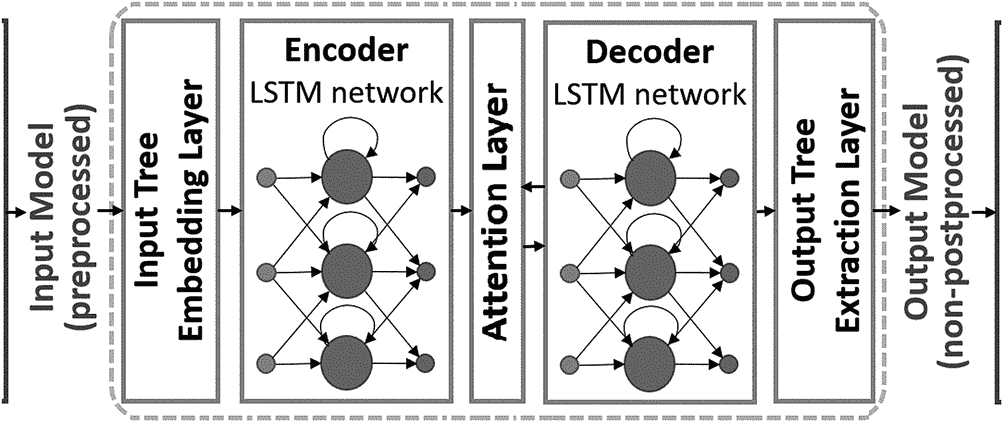 Input Model
(preprocessed)
Input Tree
Embedding Layer
Encoder
LSTM network
Attention Layer
Decoder
LSTM network
Output Tree
Extraction Layer
Output Model
(non-postprocessed)